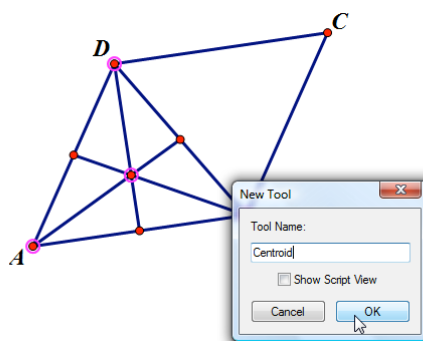 C
D
A
New Tool
Tool Name:
Centroid
Show Script View
Cancel OK